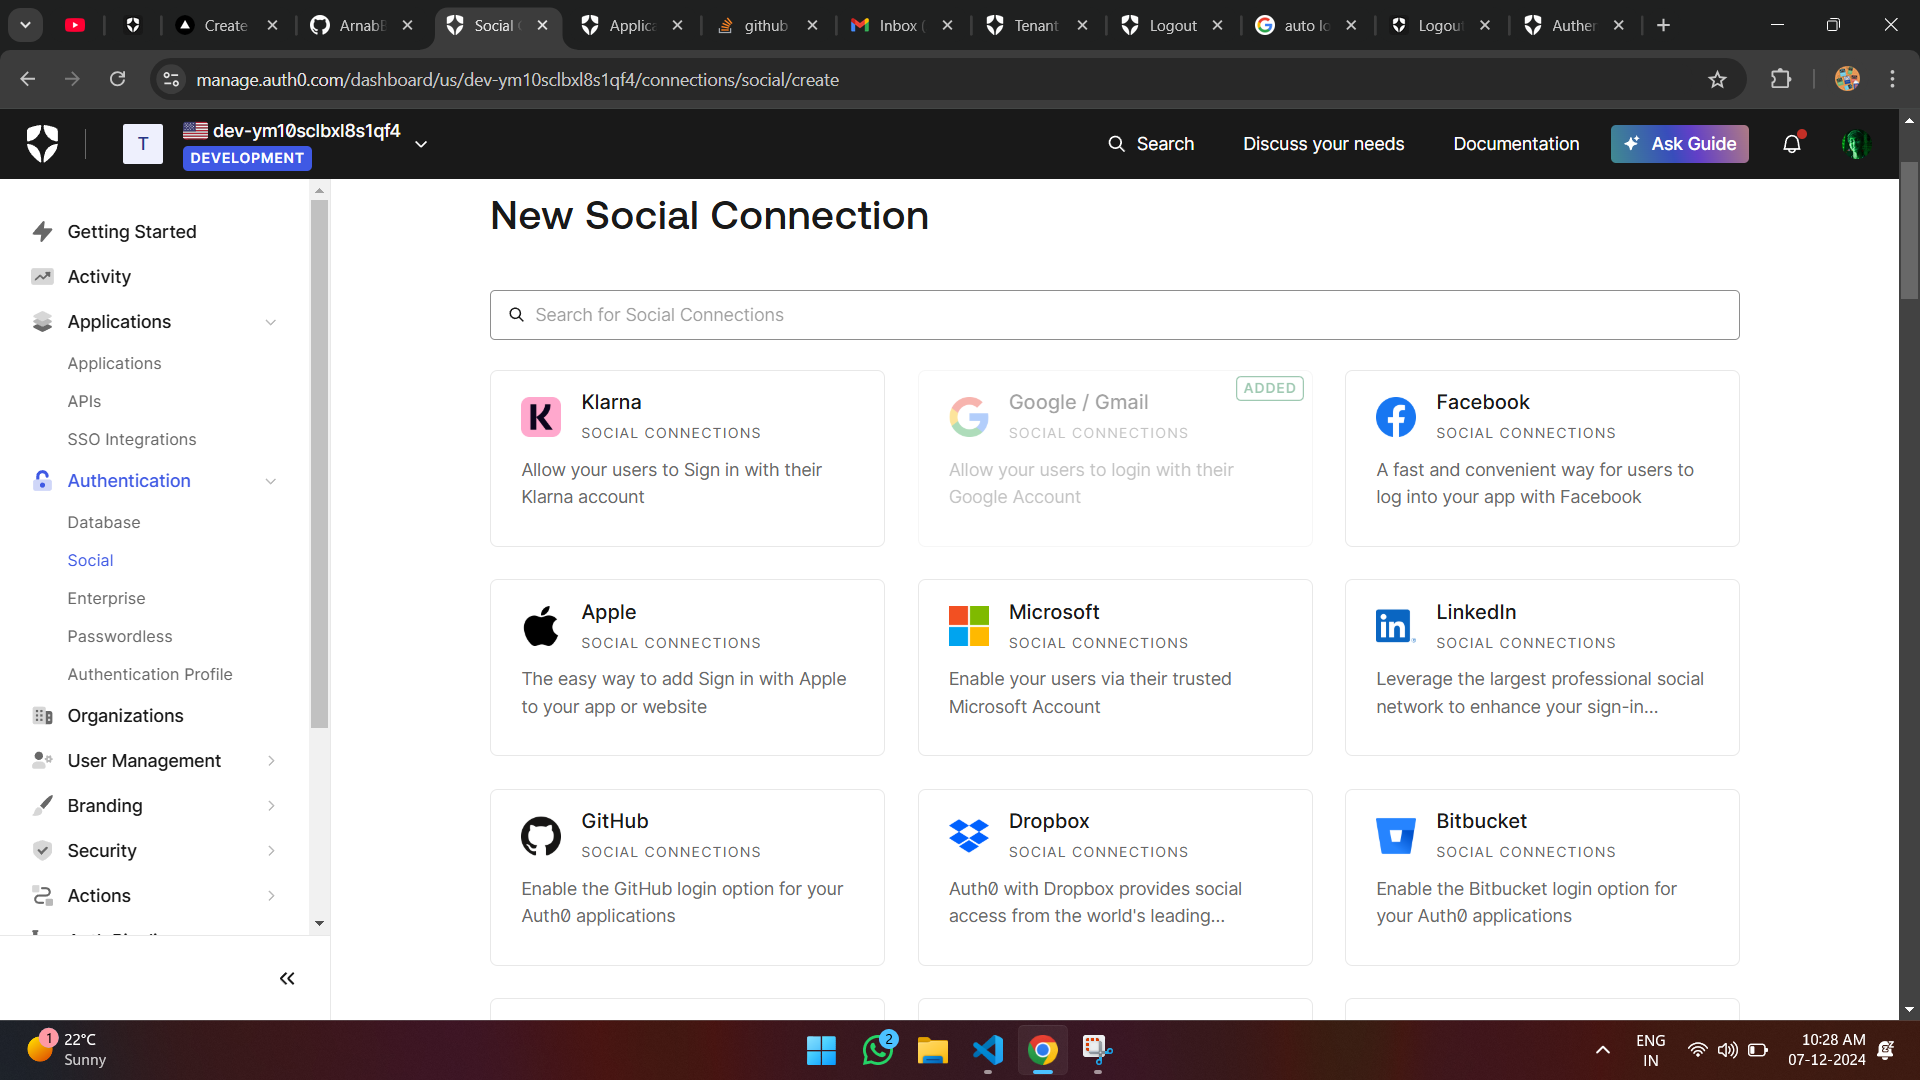 Create
ArnabB
Social C
Applica
github
Inbox (
Tenant
Logout
auto lo
Logout
Auther
manage.auth0.com/dashboard/us/dev-ym10sclbxl8s1qf4/connections/social/create
T
dev-ym10sclbxl8s1qf4
DEVELOPMENT
Search
Discuss your needs
Documentation
Ask Guide
Getting Started
Activity
Applications
Applications
APIs
SSO Integrations
Authentication
Database
Social
Enterprise
Passwordless
Authentication Profile
Organizations
User Management
Branding
Security
Actions
New Social Connection
Search for Social Connections
Klarna
SOCIAL CONNECTIONS
Allow your users to Sign in with their
Klarna account
ADDED
Google / Gmail
SOCIAL CONNECTIONS
Allow your users to login with their
Google Account
Facebook
SOCIAL CONNECTIONS
A fast and convenient way for users to
log into your app with Facebook
Apple
SOCIAL CONNECTIONS
The easy way to add Sign in with Apple
to your app or website
Microsoft
SOCIAL CONNECTIONS
Enable your users via their trusted
Microsoft Account
LinkedIn
SOCIAL CONNECTIONS
Leverage the largest professional social
network to enhance your sign-in...
GitHub
SOCIAL CONNECTIONS
Enable the GitHub login option for your
Auth0 applications
Dropbox
SOCIAL CONNECTIONS
Auth0 with Dropbox provides social
access from the world's leading...
Bitbucket
SOCIAL CONNECTIONS
Enable the Bitbucket login option for
your Auth0 applications
1
22°C
Sunny
2
ENG
IN
10:28 AM
07-12-2024